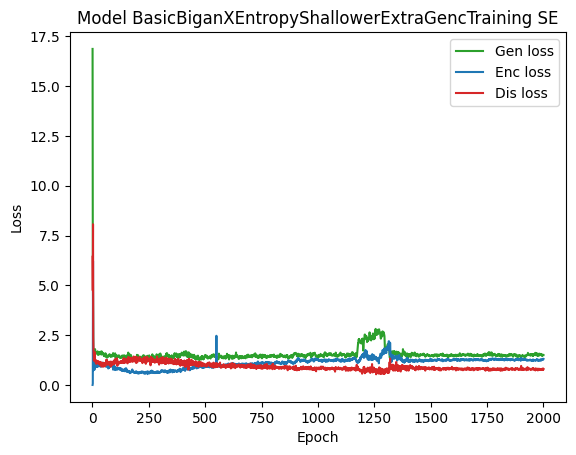 Model BasicBiganXEntropyShallowerExtraGencTraining SE
17.5
15.0
12.5
10.0
7.5
5.0
2.5
0.0
Loss
Gen loss
Enc loss
Dis loss
0 250 500 750 1000 1250 1500 1750 2000
Epoch